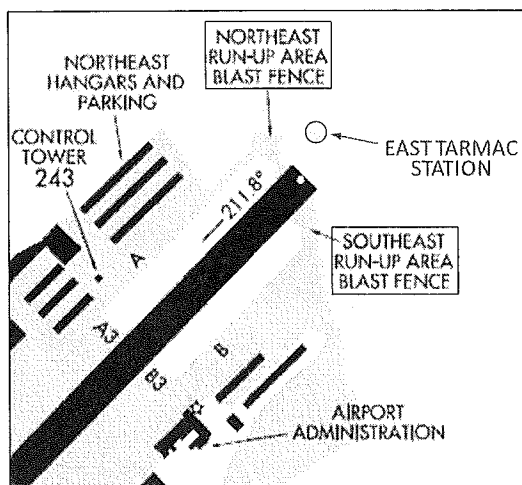 NORTHEAST
RUN-UP AREA
BLAST FENCE
NORTHEAST
HANGARS AND
PARKING
CONTROL
TOWER
243
EAST TARMAC
STATION
211.8°
A
SOUTHEAST
RUN-UP AREA
BLAST FENCE
A3
B
B3
AIRPORT
ADMINISTRATION